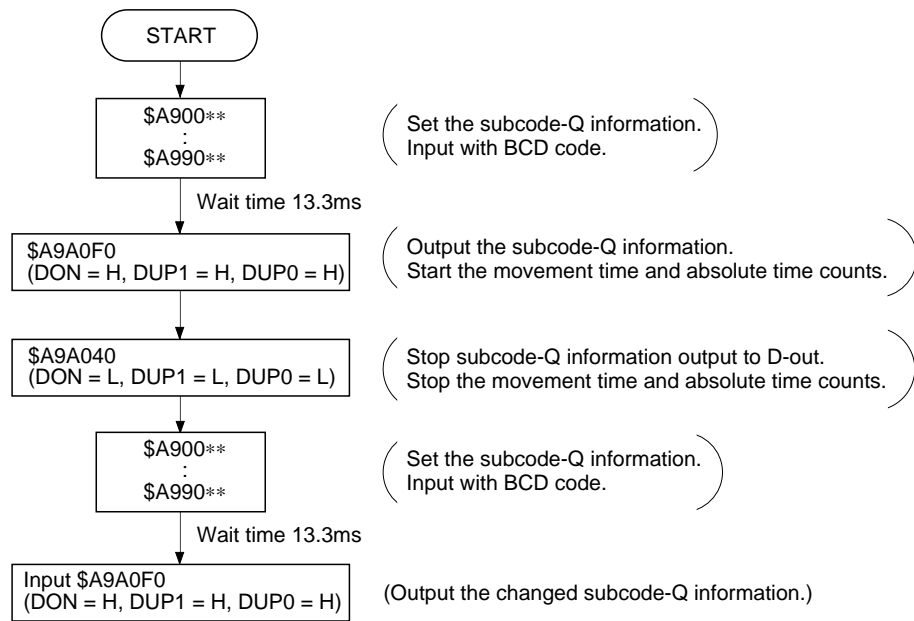 START
$A900**
:
$A990**
Set the subcode-Q information.
Input with BCD code.
Wait time 13.3ms
$A9A0F0
(DON = H, DUP1 = H, DUP0 = H)
Output the subcode-Q information.
Start the movement time and absolute time counts.
$A9A040
(DON = L, DUP1 = L, DUP0 = L)
Stop subcode-Q information output to D-out.
Stop the movement time and absolute time counts.
$A900**
:
$A990**
Set the subcode-Q information.
Input with BCD code.
Wait time 13.3ms
Input $A9A0F0
(DON = H, DUP1 = H, DUP0 = H)
(Output the changed subcode-Q information.)